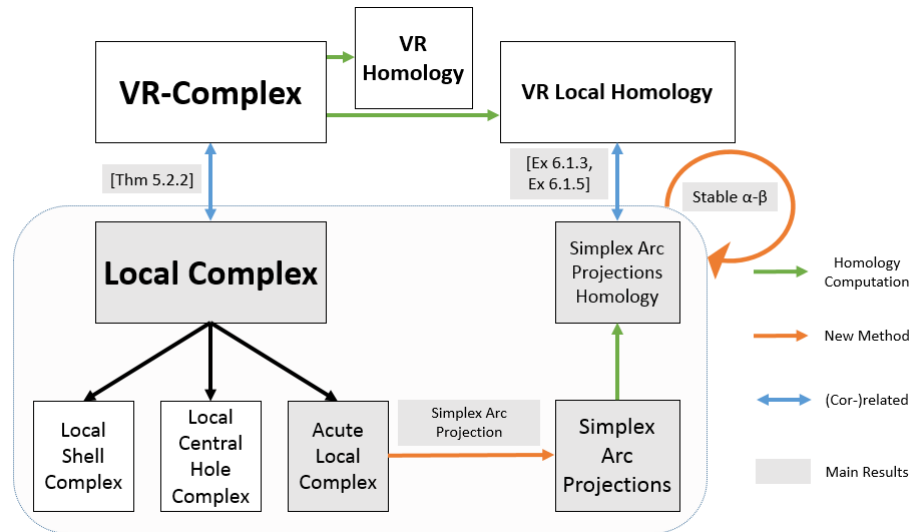 VR
Homology
VR-Complex
VR Local Homology
[Thm 5.2.2]
[Ex 6.1.3,
Ex 6.1.5]
Stable α-β
Local Complex
Simplex Arc
Projections
Homology
Homology
Computation
New Method
(Cor-)related
Main Results
Local
Shell
Complex
Local
Central
Hole
Complex
Acute
Local
Complex
Simplex Arc
Projection
Simplex
Arc
Projections